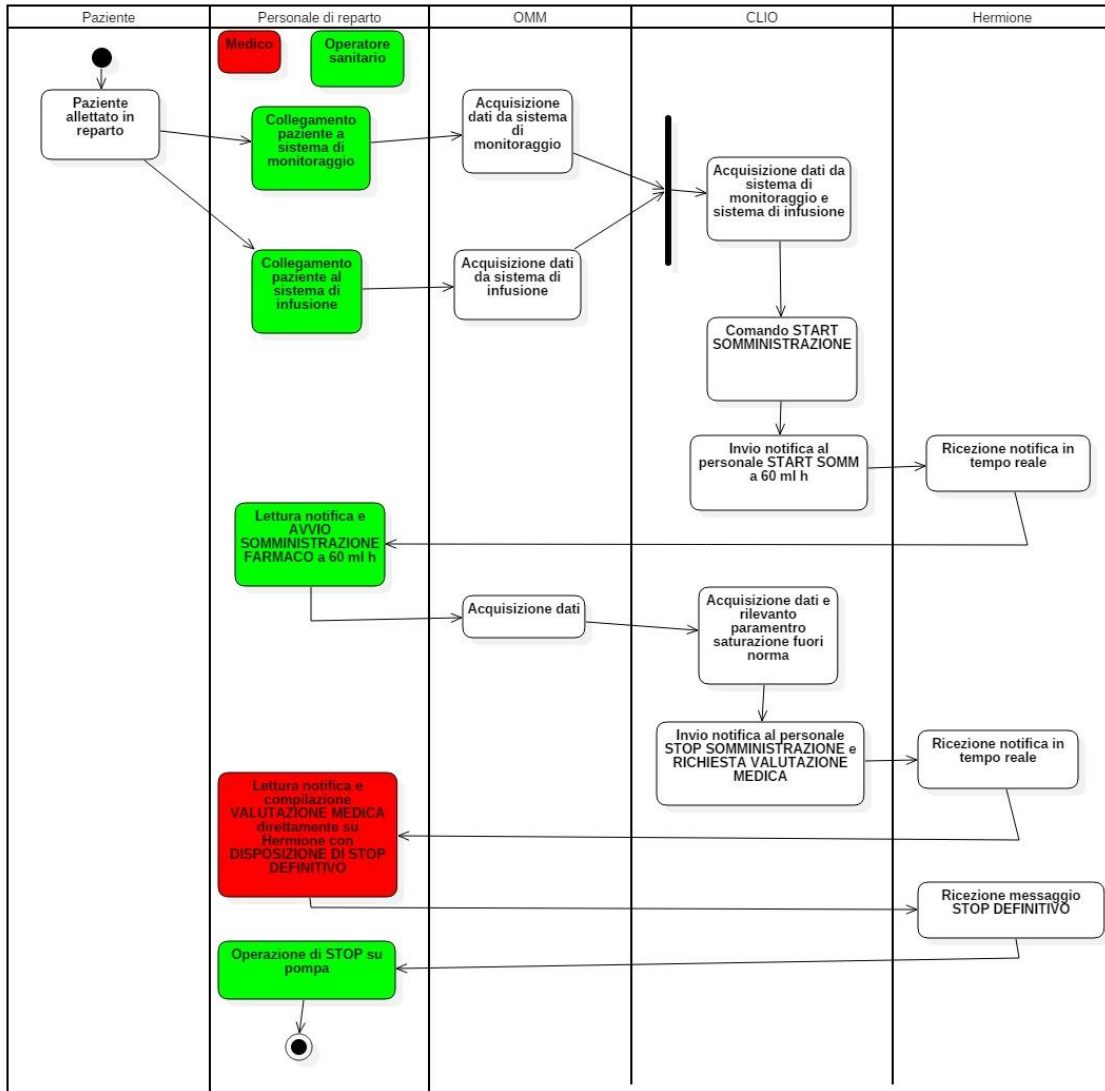 Paziente
Personale di reparto
OMM
CLIO
Hermione
Medico
Operatore
sanitario
Paziente
allettato in
reparto
Collegamento
paziente a
sistema di
monitoraggio
Acquisizione
dati da sistema
di
monitoraggio
Acquisizione dati da
sistema di
monitoraggio e
sistema di infusione
Collegamento
paziente al
sistema di
infusione
Acquisizione dati
da sistema di
infusione
Comando START
SOMMINISTRAZIONE
Invio notifica al
personale START SOMM
a 60 ml h
Ricezione notifica in
tempo reale
Lettura notifica e
AVVIO
SOMMINISTRAZIONE
FARMACO a 60 ml h
Acquisizione dati
Acquisizione dati e
rilevanto
paramentro
saturazione fuori
norma
Invio notifica al personale
STOP SOMMINISTRAZIONE e
RICHIESTA VALUTAZIONE
MEDICA
Ricezione notifica in
tempo reale
Lettura notifica e
compilazione
VALUTAZIONE MEDICA
direttamente su
Hermione con
DISPOSIZIONE DI STOP
DEFINITIVO
Ricezione messaggio
STOP DEFINITIVO
Operazione di STOP su
pompa